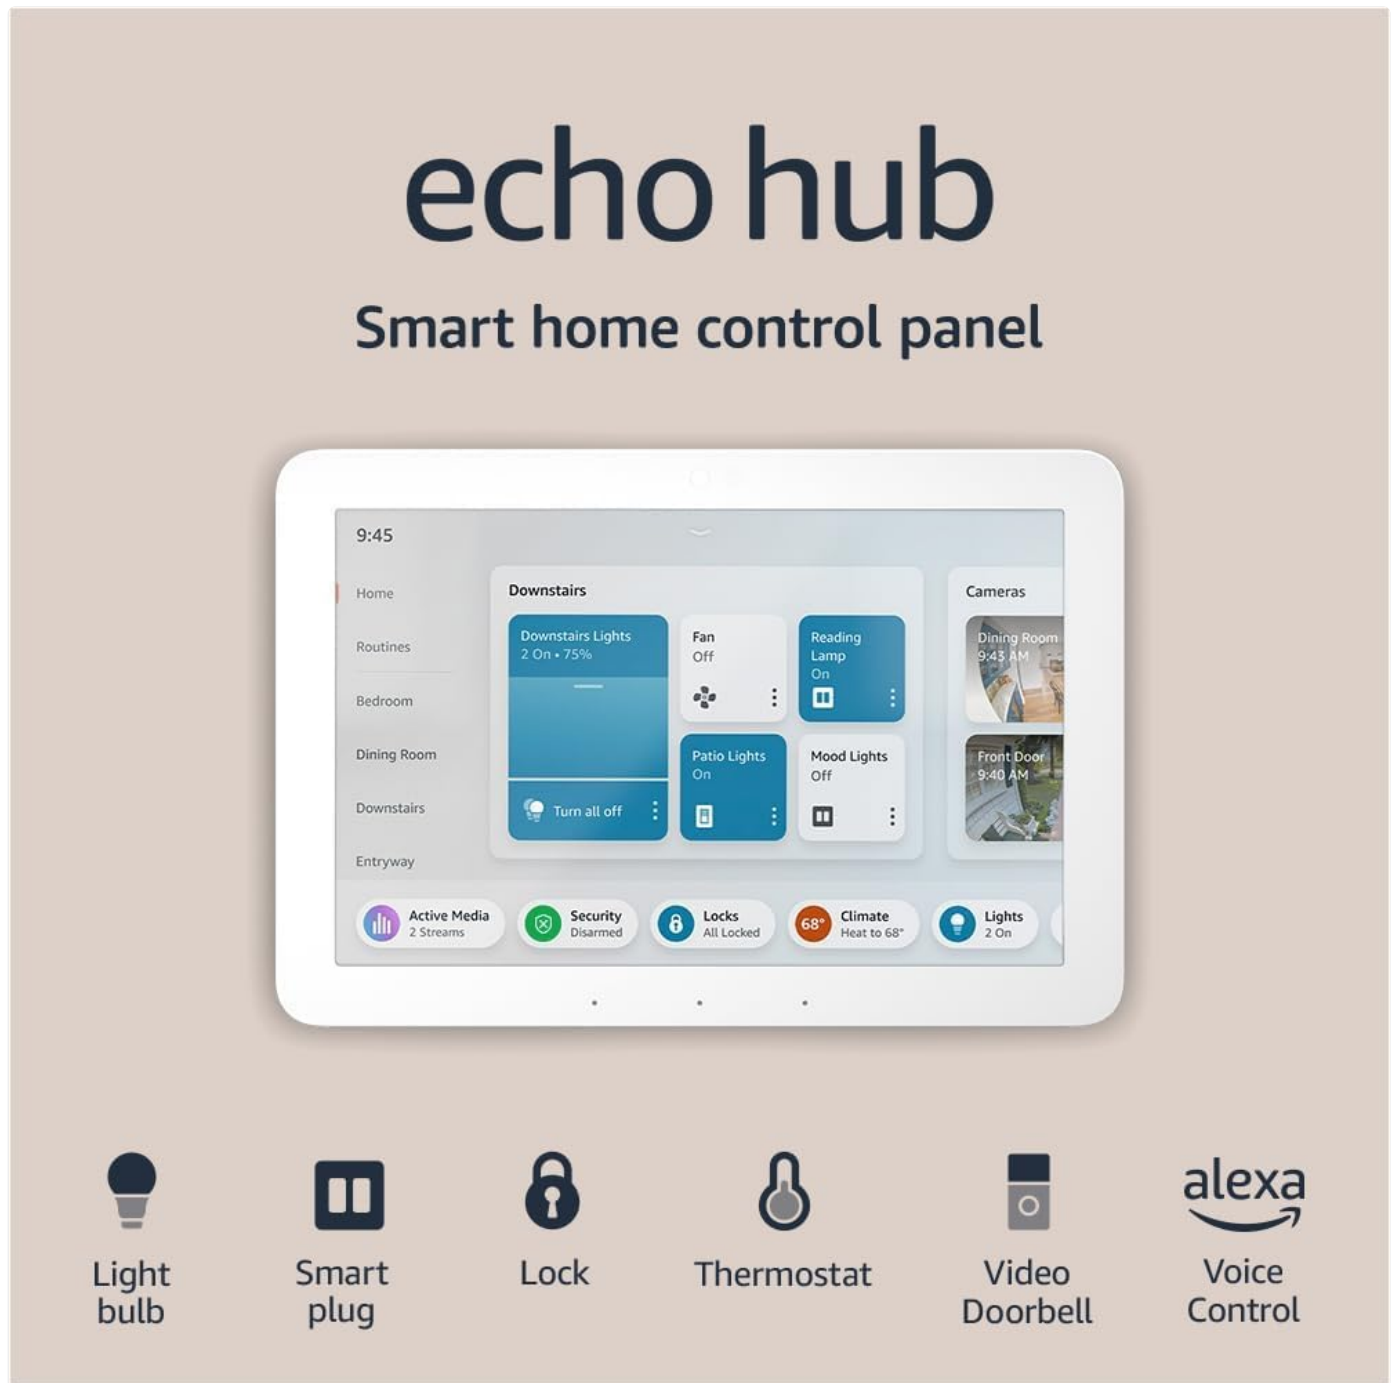 echo hub
Smart home control panel
9:45
Home
Routines
Bedroom
Dining Room
Downstairs
Entryway
Downstairs
Downstairs Lights
2 On • 75%
Turn all off
Fan
Off
Reading
Lamp
On
Patio Lights
On
Mood Lights
Off
Cameras
Dining Room
9:43 AM
Front Door
9:40 AM
Active Media
2 Streams
Security
Disarmed
Locks
All Locked
68°
Climate
Heat to 68°
Lights
2 On
Light
bulb
Smart
plug
Lock
Thermostat
Video
Doorbell
alexa
Voice
Control